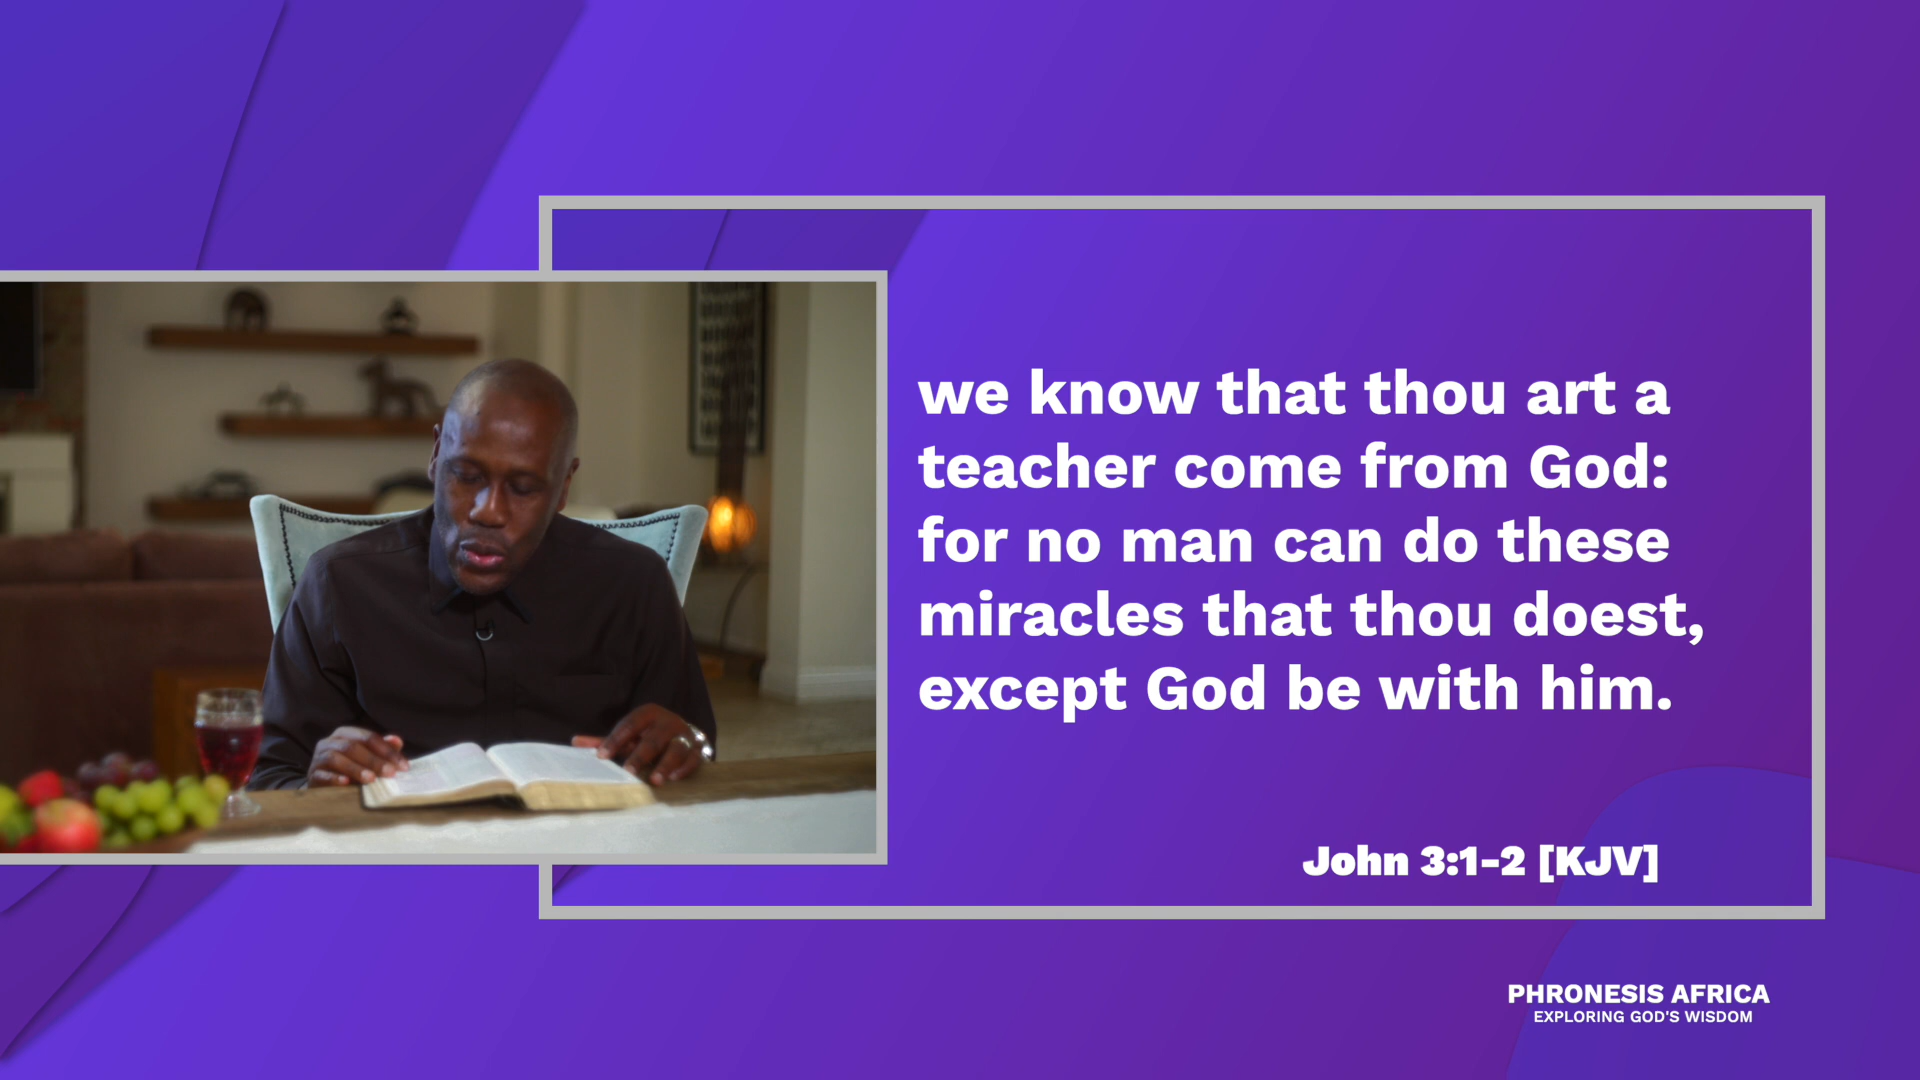 we know that thou art a
teacher come from God:
for no man can do these
miracles that thou doest,
except God be with him.
John 3:1-2 [KJV]
PHRONESIS AFRICA
EXPLORING GOD'S WISDOM